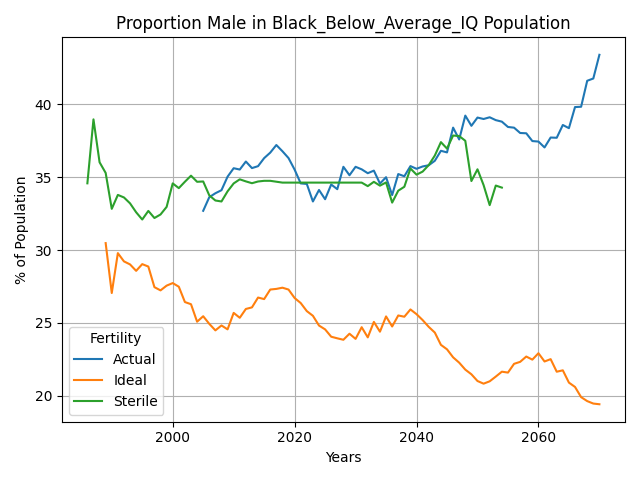 Proportion Male in Black_Below_Average_IQ Population
% of Population
40
35
30
25
20
Fertility
Actual
Ideal
Sterile
2000
2020
2040
2060
Years